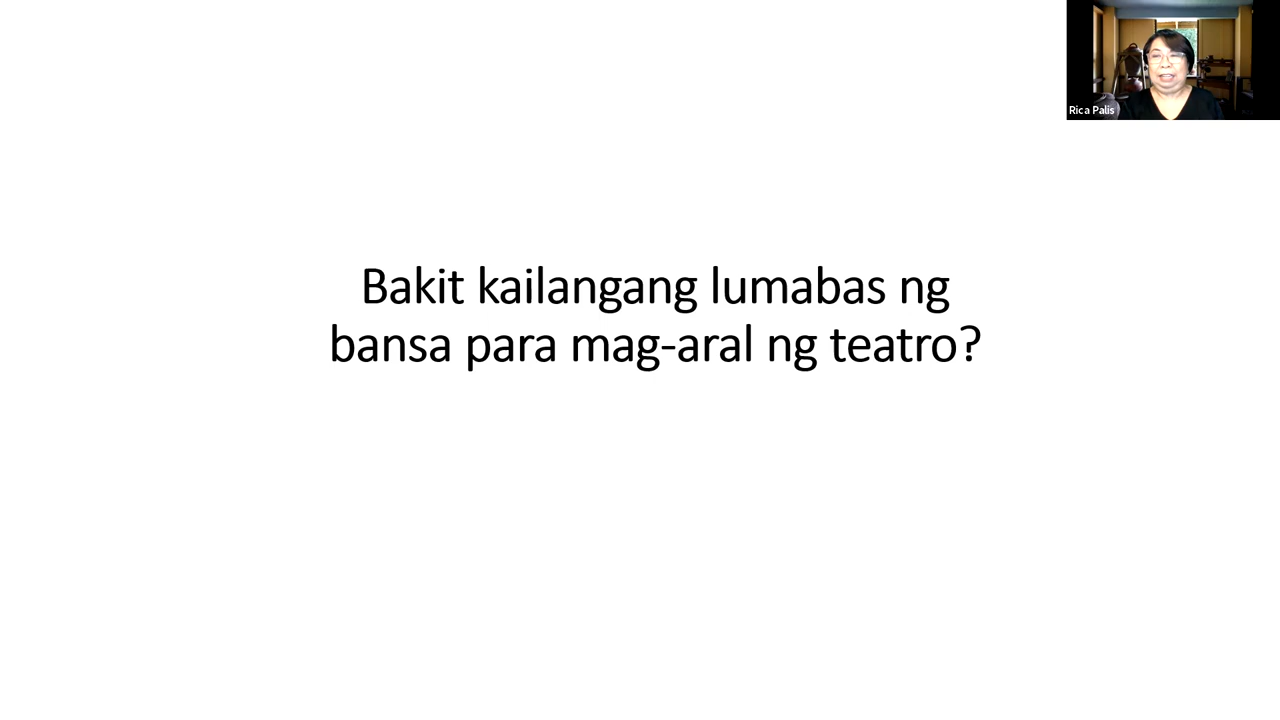 Rica Palis
Bakit kailangang lumabas ng
bansa para mag-aral ng teatro?